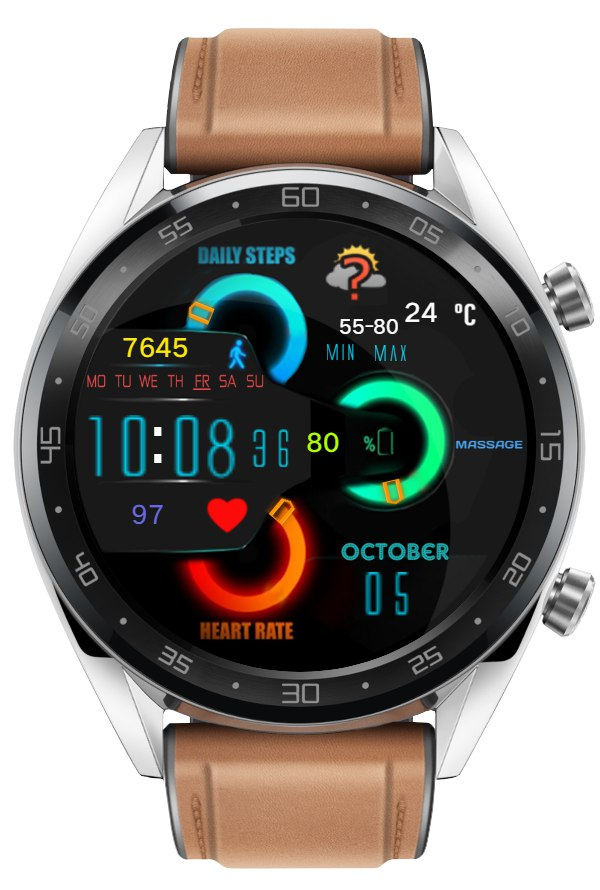 60
55
05
50
10
DAILY STEPS
?
24 °C
55-80
MIN MAX
7645
MO TU WE TH FR SA SU
10:08 36
80 %
MASSAGE
45
15
97
OCTOBER
05
40
20
HEART RATE
35
25
30